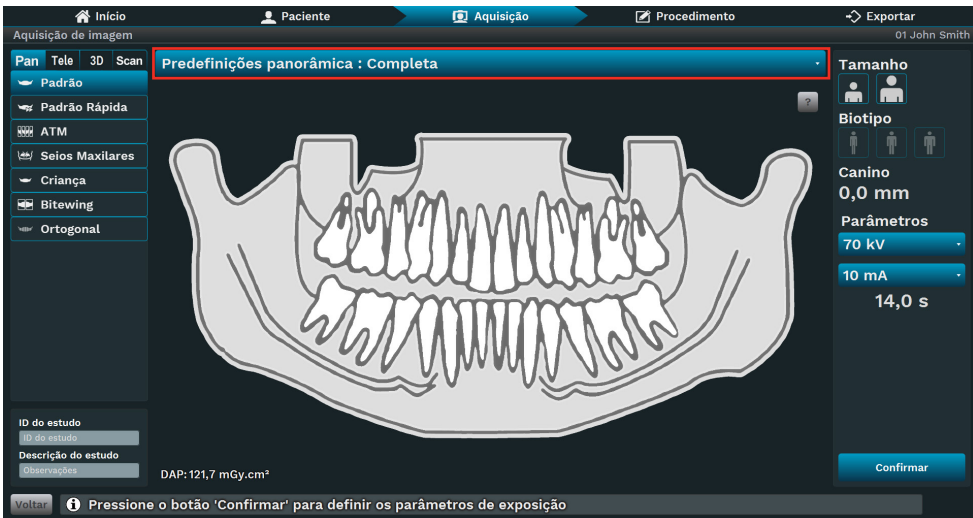 Início
Paciente
Aquisição
Procedimento
Exportar
Aquisição de imagem
01 John Smith
Pan Tele 3D Scan
Padrão
Padrão Rápida
ATM
Seios Maxilares
Criança
Bitewing
Ortogonal
ID do estudo
ID do estudo
Descrição do estudo
Observações
Predefinições panorâmica : Completa
?
DAP: 121,7 mGy.cm²
Tamanho
Biotipo
Canino
0,0 mm
Parâmetros
70 kV
10 mA
14,0 s
Confirmar
Voltar
Pressione o botão 'Confirmar' para definir os parâmetros de exposição